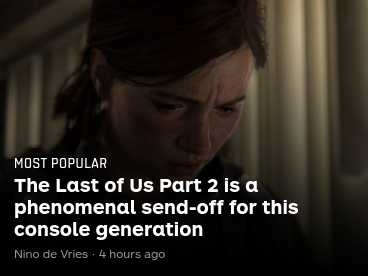 MOST POPULAR
The Last of Us Part 2 is a
phenomenal send-off for this
console generation
Nino de Vries · 4 hours ago